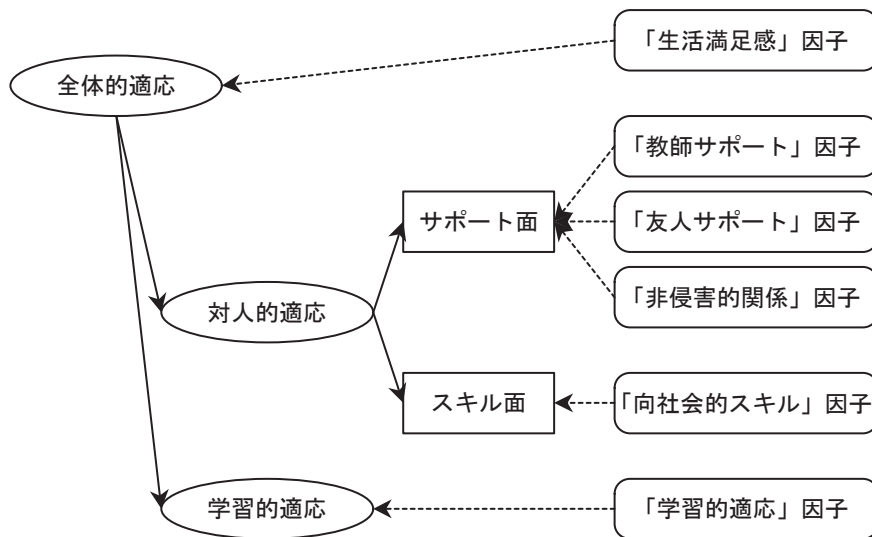 「生活満足感」因子
全体的適応
「教師サポート」因子
サポート面
「友人サポート」因子
「非侵害的関係」因子
対人的適応
スキル面
「向社会的スキル」因子
学習的適応
「学習的適応」因子